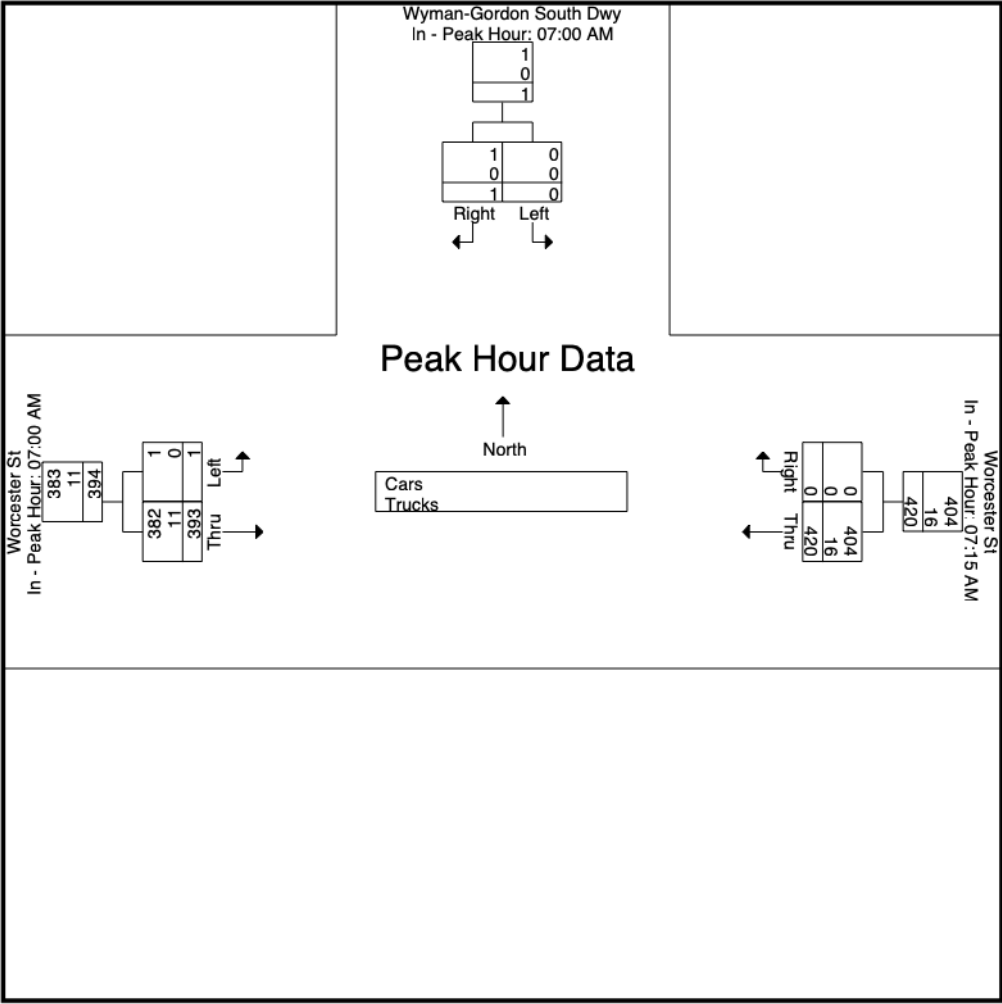 Wyman-Gordon South Dwy
In - Peak Hour: 07:00 AM
1
0
1
1 0
0 0
1 0
Right Left
Peak Hour Data
North
Cars
Trucks
Worcester St
In - Peak Hour: 07:00 AM
383
11
394
1
0
1
Left
382
11
393
Thru
Right
0
0
0
Thru
420
16
404
420
16
404
In - Peak Hour: 07:15 AM
Worcester St